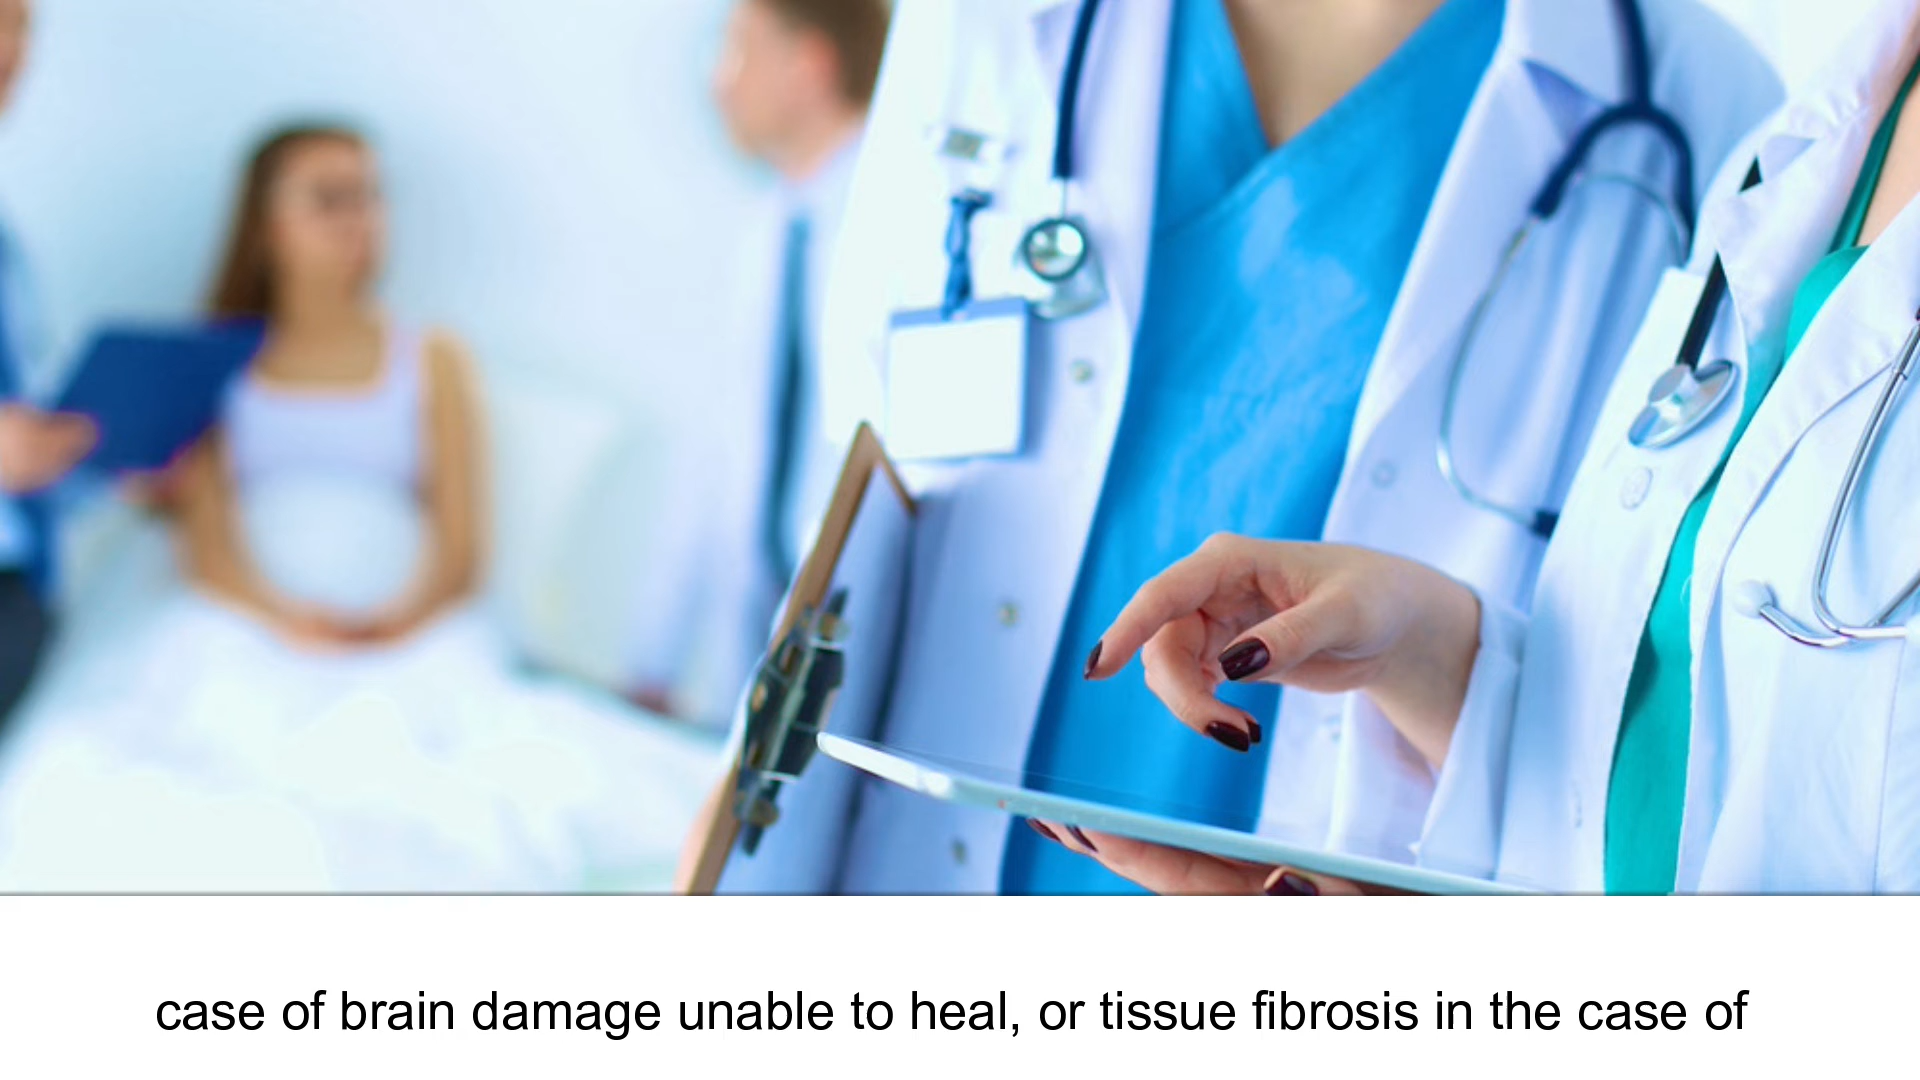 case of brain damage unable to heal, or tissue fibrosis in the case of